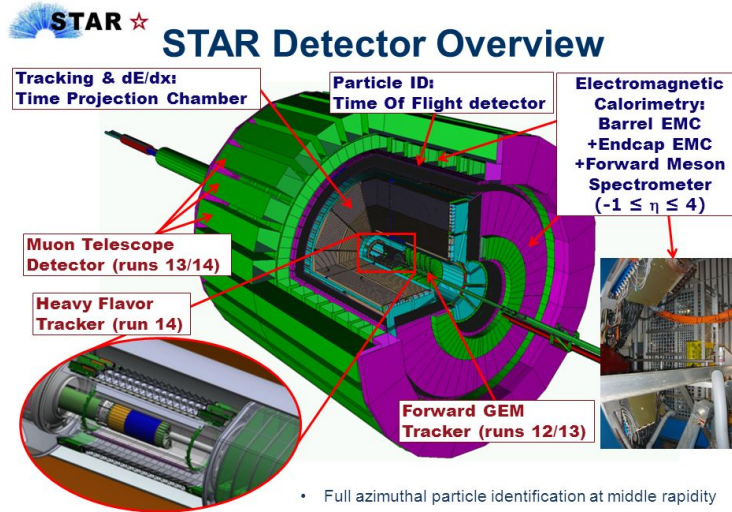 STAR ☆
STAR Detector Overview
Tracking & dE/dx:
Time Projection Chamber
Particle ID:
Time Of Flight detector
Electromagnetic
Calorimetry:
Barrel EMC
+Endcap EMC
+Forward Meson
Spectrometer
(-1 ≤ η ≤ 4)
Muon Telescope
Detector (runs 13/14)
Heavy Flavor
Tracker (run 14)
Forward GEM
Tracker (runs 12/13)
• Full azimuthal particle identification at middle rapidity